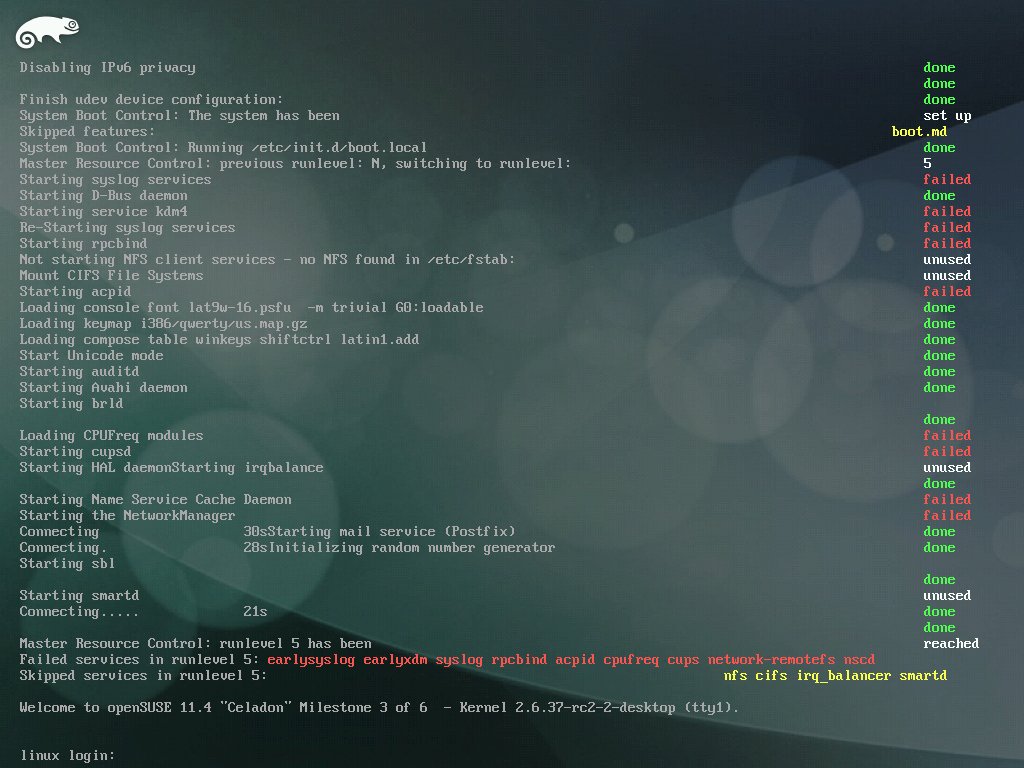 Disabling IPv6 privacy done
done
Finish udev device configuration: done
System Boot Control: The system has been set up
Skipped features: boot.md
System Boot Control: Running /etc/init.d/boot.local done
Master Resource Control: previous runlevel: N, switching to runlevel: 5
Starting syslog services failed
Starting D-Bus daemon done
Starting service kdm4 failed
Re-Starting syslog services failed
Starting rpcbind failed
Not starting NFS client services - no NFS found in /etc/fstab: unused
Mount CIFS File Systems unused
Starting acpid failed
Loading console font lat9w-16.psfu  -m trivial G0:loadable done
Loading keymap i386/qwerty/us.map.gz done
Loading compose table winkeys shiftctrl latin1.add done
Start Unicode mode done
Starting auditd done
Starting Avahi daemon done
Starting brld
done
Loading CPUFreq modules failed
Starting cupsd failed
Starting HAL daemonStarting irqbalance unused
done
Starting Name Service Cache Daemon failed
Starting the NetworkManager failed
Connecting 30sStarting mail service (Postfix) done
Connecting. 28sInitializing random number generator done
Starting sbl
done
Starting smartd unused
Connecting..... 21s done
done
Master Resource Control: runlevel 5 has been reached
Failed services in runlevel 5: earlysyslog earlyxdm syslog rpcbind acpid cpufreq cups network-remotefs nscd
Skipped services in runlevel 5: nfs cifs irq_balancer smartd
Welcome to openSUSE 11.4 "Celadon" Milestone 3 of 6  - Kernel 2.6.37-rc2-2-desktop (tty1).
linux login: